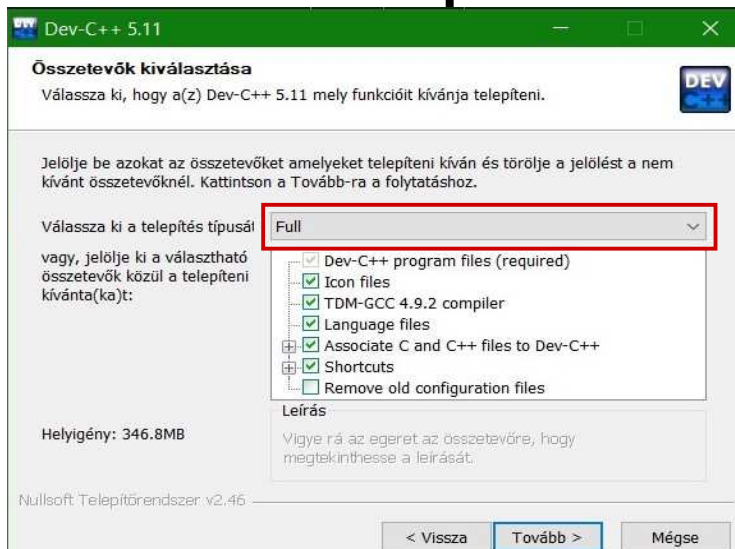 Dev-C++ 5.11
Összetevők kiválasztása
Válassza ki, hogy a(z) Dev-C++ 5.11 mely funkcióit kívánja telepíteni.
DEV
C++
Jelölje be azokat az összetevőket amelyeket telepíteni kíván és törölje a jelölést a nem
kívánt összetevőknél. Kattintson a Tovább-ra a folytatáshoz.
Válassza ki a telepítés típusát
Full
vagy, jelölje ki a választható
összetevők közül a telepíteni
kívánta(ka)t:
Dev-C++ program files (required)
Icon files
TDM-GCC 4.9.2 compiler
Language files
Associate C and C++ files to Dev-C++
Shortcuts
Remove old configuration files
Helyigény: 346.8MB
Leírás
Vigye rá az egeret az összetevőre, hogy
megtekinthesse a leírását.
Nullsoft Telepítőrendszer v2.46
< Vissza
Tovább >
Mégse